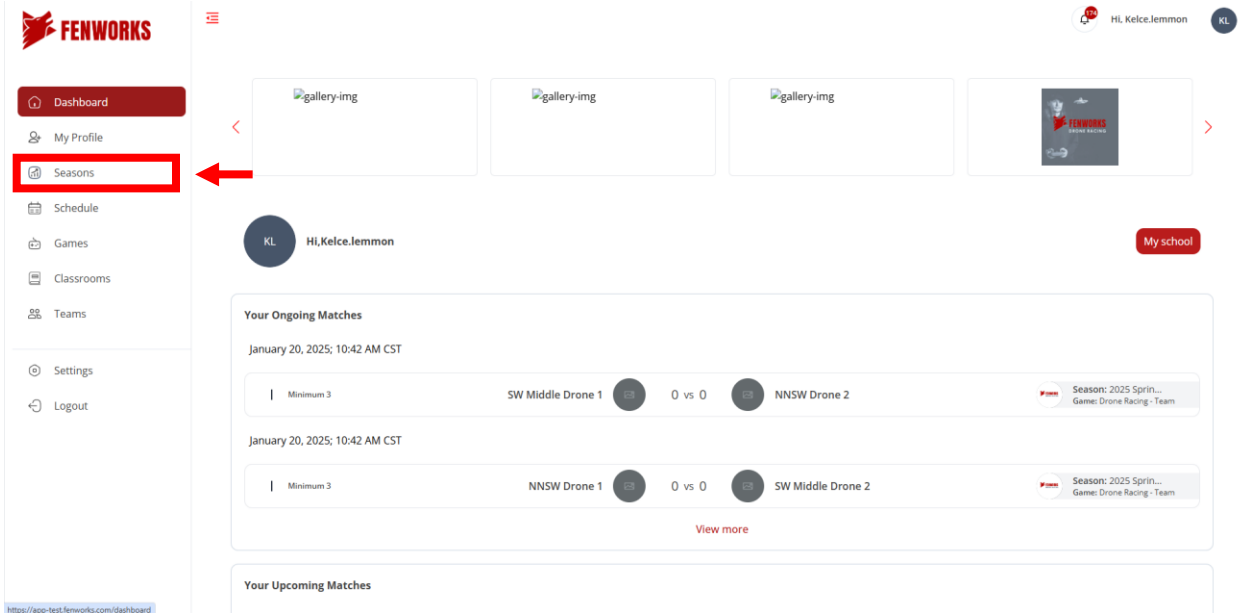 FENWORKS
174
Hi, Kelce.lemmon
KL
Dashboard
My Profile
Seasons
Schedule
Games
Classrooms
Teams
Settings
Logout
gallery-img
gallery-img
gallery-img
FENWORKS
DRONE RACING
KL
Hi,Kelce.lemmon
My school
Your Ongoing Matches
January 20, 2025; 10:42 AM CST
Minimum 3
SW Middle Drone 1
0 vs 0
NNSW Drone 2
Season: 2025 Sprin...
Game: Drone Racing - Team
January 20, 2025; 10:42 AM CST
Minimum 3
NNSW Drone 1
0 vs 0
SW Middle Drone 2
Season: 2025 Sprin...
Game: Drone Racing - Team
View more
Your Upcoming Matches
https://app-test.fenworks.com/dashboard